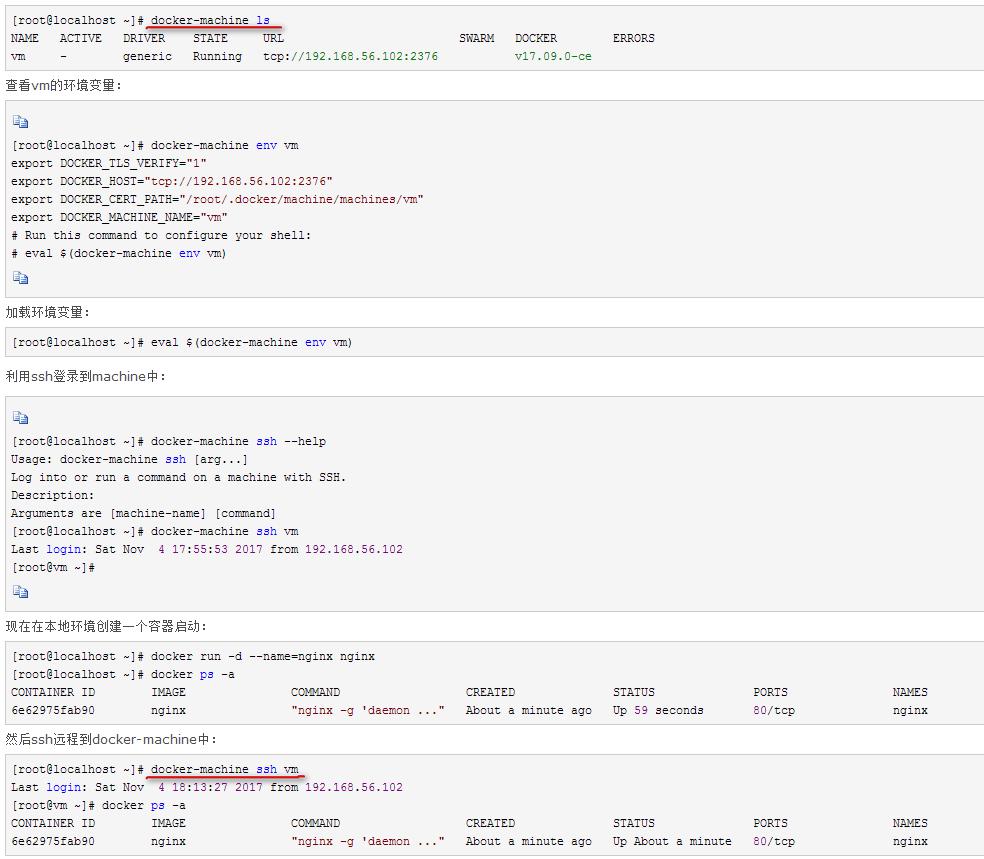 [root@localhost ~]# docker-machine ls
NAME ACTIVE DRIVER STATE URL SWARM DOCKER ERRORS
vm - generic Running tcp://192.168.56.102:2376 v17.09.0-ce
查看vm的环境变量:
[root@localhost ~]# docker-machine env vm
export DOCKER_TLS_VERIFY="1"
export DOCKER_HOST="tcp://192.168.56.102:2376"
export DOCKER_CERT_PATH="/root/.docker/machine/machines/vm"
export DOCKER_MACHINE_NAME="vm"
# Run this command to configure your shell:
# eval $(docker-machine env vm)
加载环境变量:
[root@localhost ~]# eval $(docker-machine env vm)
利用ssh登录到machine中:
[root@localhost ~]# docker-machine ssh --help
Usage: docker-machine ssh [arg...]
Log into or run a command on a machine with SSH.
Description:
Arguments are [machine-name] [command]
[root@localhost ~]# docker-machine ssh vm
Last login: Sat Nov  4 17:55:53 2017 from 192.168.56.102
[root@vm ~]#
现在在本地环境创建一个容器启动:
[root@localhost ~]# docker run -d --name=nginx nginx
[root@localhost ~]# docker ps -a
CONTAINER ID IMAGE COMMAND CREATED STATUS PORTS NAMES
6e62975fab90 nginx "nginx -g 'daemon ..." About a minute ago Up 59 seconds 80/tcp nginx
然后ssh远程到docker-machine中:
[root@localhost ~]# docker-machine ssh vm
Last login: Sat Nov  4 18:13:27 2017 from 192.168.56.102
[root@vm ~]# docker ps -a
CONTAINER ID IMAGE COMMAND CREATED STATUS PORTS NAMES
6e62975fab90 nginx "nginx -g 'daemon ..." About a minute ago Up About a minute 80/tcp nginx